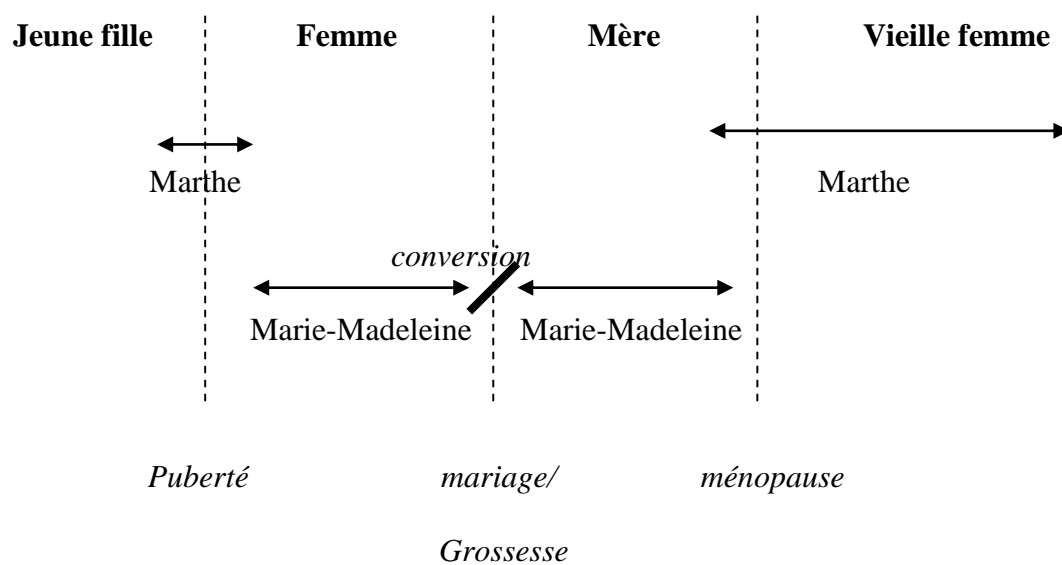 Jeune fille Femme Mère Vieille femme
Marthe Marthe
conversion
Marie-Madeleine Marie-Madeleine
Puberté mariage/ ménopause
Grossesse